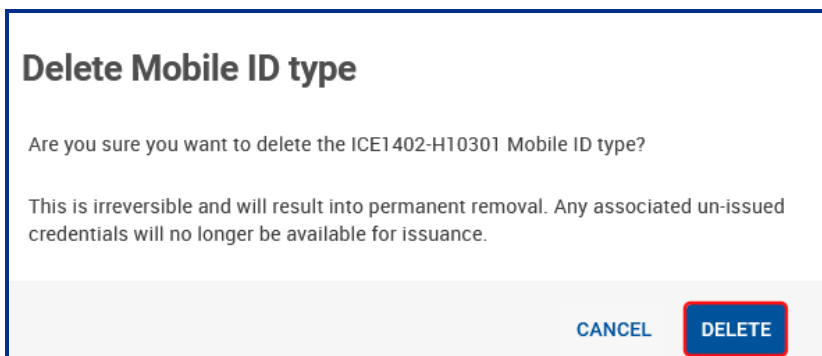 Delete Mobile ID type
Are you sure you want to delete the ICE1402-H10301 Mobile ID type?
This is irreversible and will result into permanent removal. Any associated un-issued
credentials will no longer be available for issuance.
CANCEL
DELETE